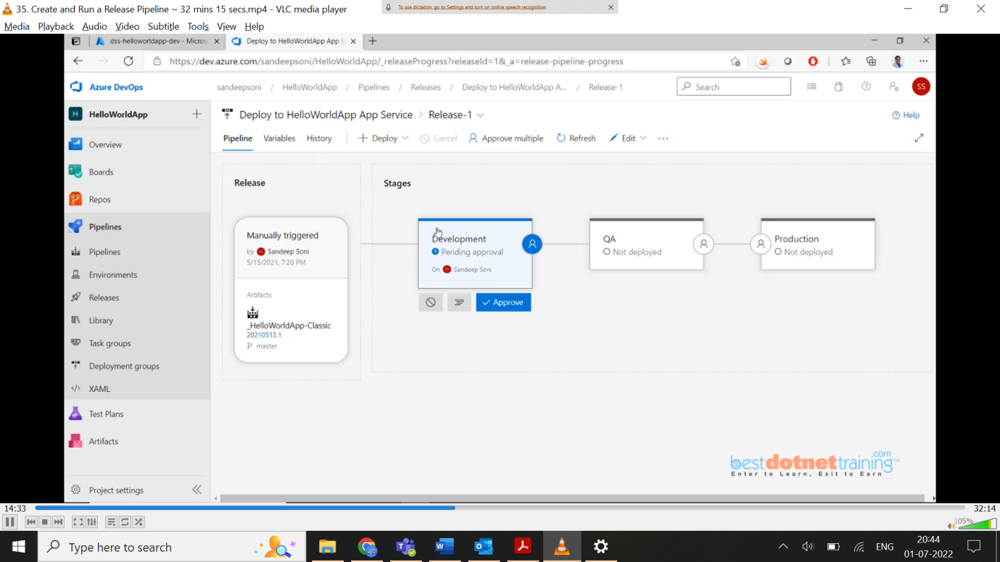 35. Create and Run a Release Pipeline ~ 32 mins 15 secs.mp4 - VLC media player
To use dictation, go to Settings and turn on online speech recognition
Media Playback Audio Video Subtitle Tools View Help
dss-helloworldapp-dev - Micros
Deploy to HelloWorldApp App S
https://dev.azure.com/sandeepsoni/HelloWorldApp/_releaseProgress?releaseId=1&_a=release-pipeline-progress
Azure DevOps
sandeepsoni / HelloWorldApp / Pipelines / Releases / Deploy to HelloWorldApp A... / Release-1
Search
SS
H HelloWorldApp
Deploy to HelloWorldApp App Service > Release-1
Help
Pipeline Variables History Deploy Cancel Approve multiple Refresh Edit ...
Overview
Boards
Repos
Pipelines
Pipelines
Environments
Releases
Library
Task groups
Deployment groups
XAML
Test Plans
Artifacts
Project settings
Release
Manually triggered
by Sandeep Soni
5/15/2021, 7:20 PM
Artifacts
_HelloWorldApp-Classic
20210513.1
master
Stages
Development
Pending approval
On Sandeep Soni
Approve
QA
Not deployed
Production
Not deployed
bestdotnettraining.com™
Enter to Learn, Exit to Earn
14:33
32:14
105%
Type here to search
ENG
20:44
01-07-2022